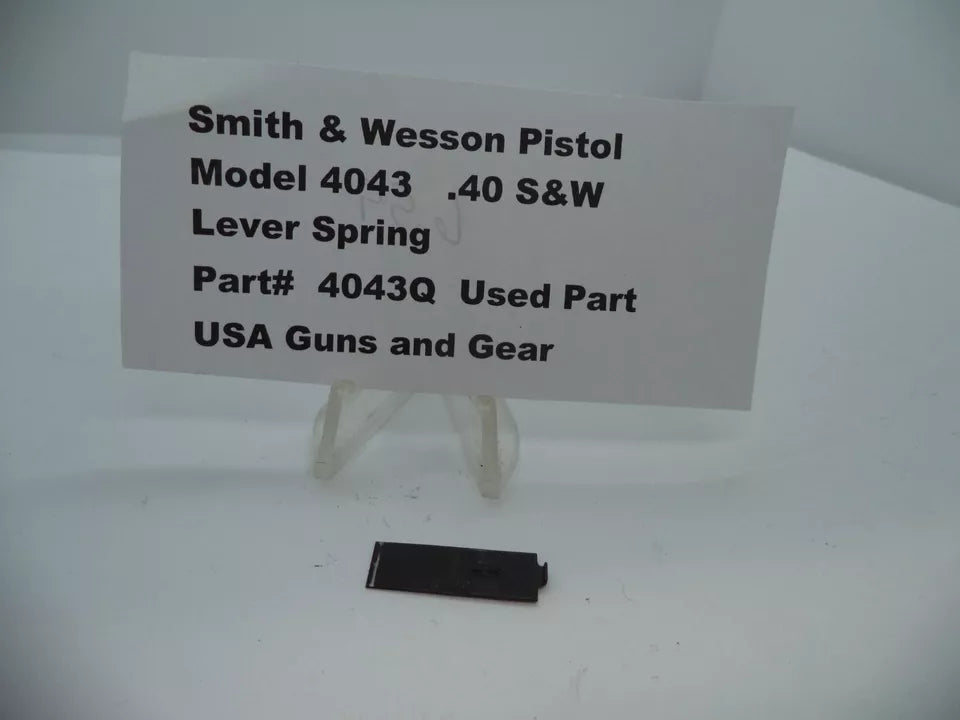 Smith & Wesson Pistol
Model 4043 .40 S&W
Lever Spring
Part# 4043Q Used Part
USA Guns and Gear